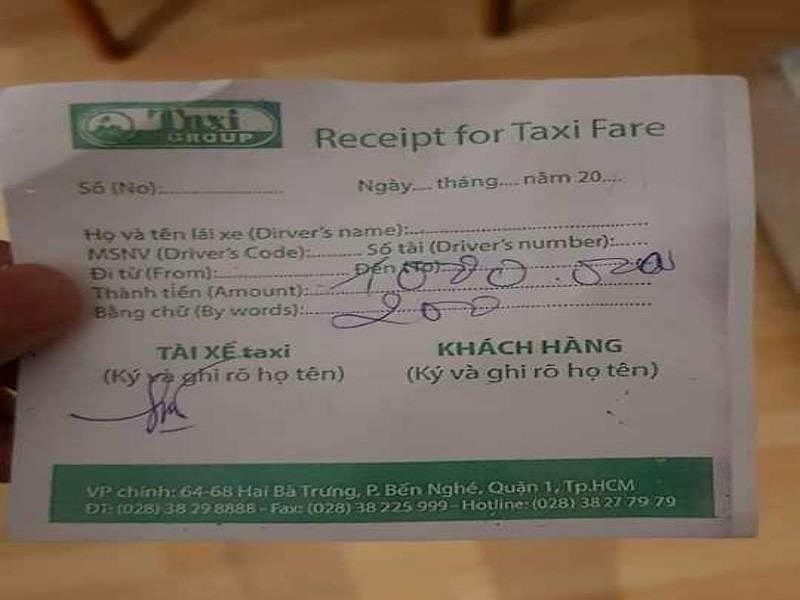 Taxi
GROUP
Receipt for Taxi Fare
Số (No):....................
Ngày.... tháng.... năm 20....
Họ và tên lái xe (Dirver's name):........................................
MSNV (Driver's Code):.......... Số tài (Driver's number):......
Đi từ (From):........................ Đến (To):
Thành tiền (Amount):
Bằng chữ (By words): 200
TÀI XẾ taxi
KHÁCH HÀNG
(Ký và ghi rõ họ tên)
(Ký và ghi rõ họ tên)
VP chính: 64-68 Hai Bà Trưng, P. Bến Nghé, Quận 1, Tp.HCM
ĐT: (028) 38 29 8888 - Fax: (028) 38 225 999 - Hotline: (028) 38 27 79 79